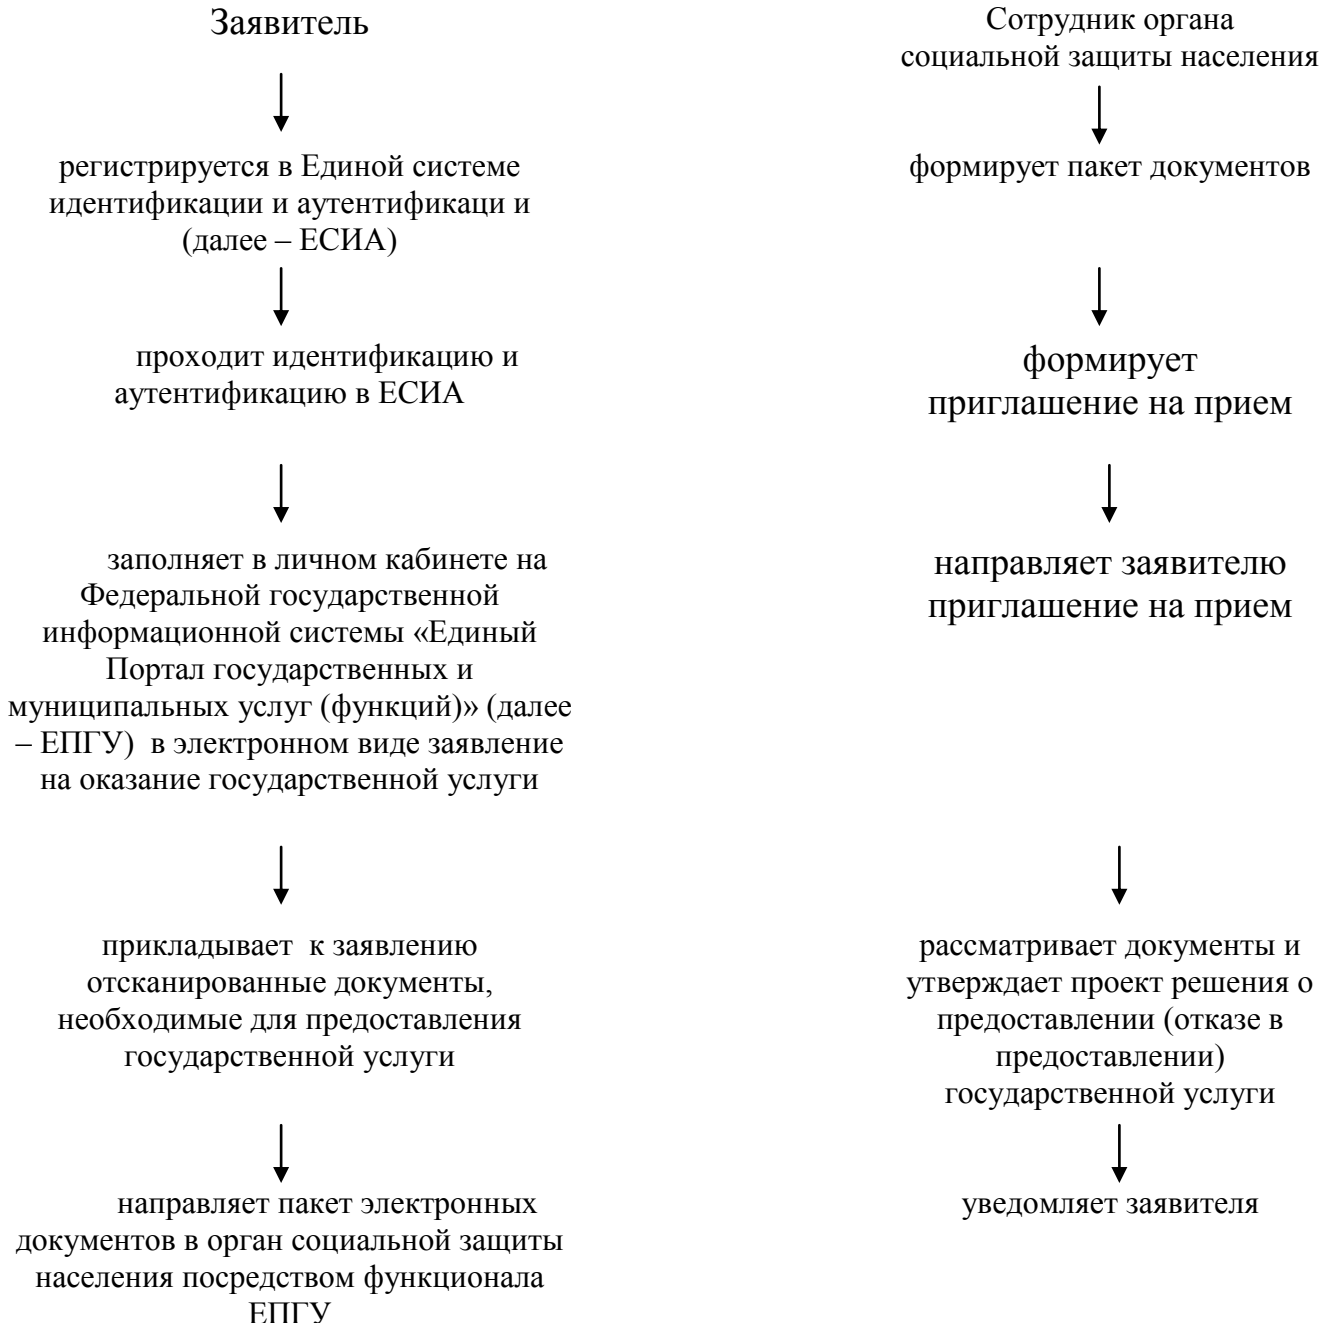 Заявитель
регистрируется в Единой системе
идентификации и аутентификаци и
(далее – ЕСИА)
проходит идентификацию и
аутентификацию в ЕСИА
заполняет в личном кабинете на
Федеральной государственной
информационной системы «Единый
Портал государственных и
муниципальных услуг (функций)» (далее
– ЕПГУ)  в электронном виде заявление
на оказание государственной услуги
прикладывает  к заявлению
отсканированные документы,
необходимые для предоставления
государственной услуги
направляет пакет электронных
документов в орган социальной защиты
населения посредством функционала
ЕПГУ
Сотрудник органа
социальной защиты населения
формирует пакет документов
формирует
приглашение на прием
направляет заявителю
приглашение на прием
рассматривает документы и
утверждает проект решения о
предоставлении (отказе в
предоставлении)
государственной услуги
уведомляет заявителя